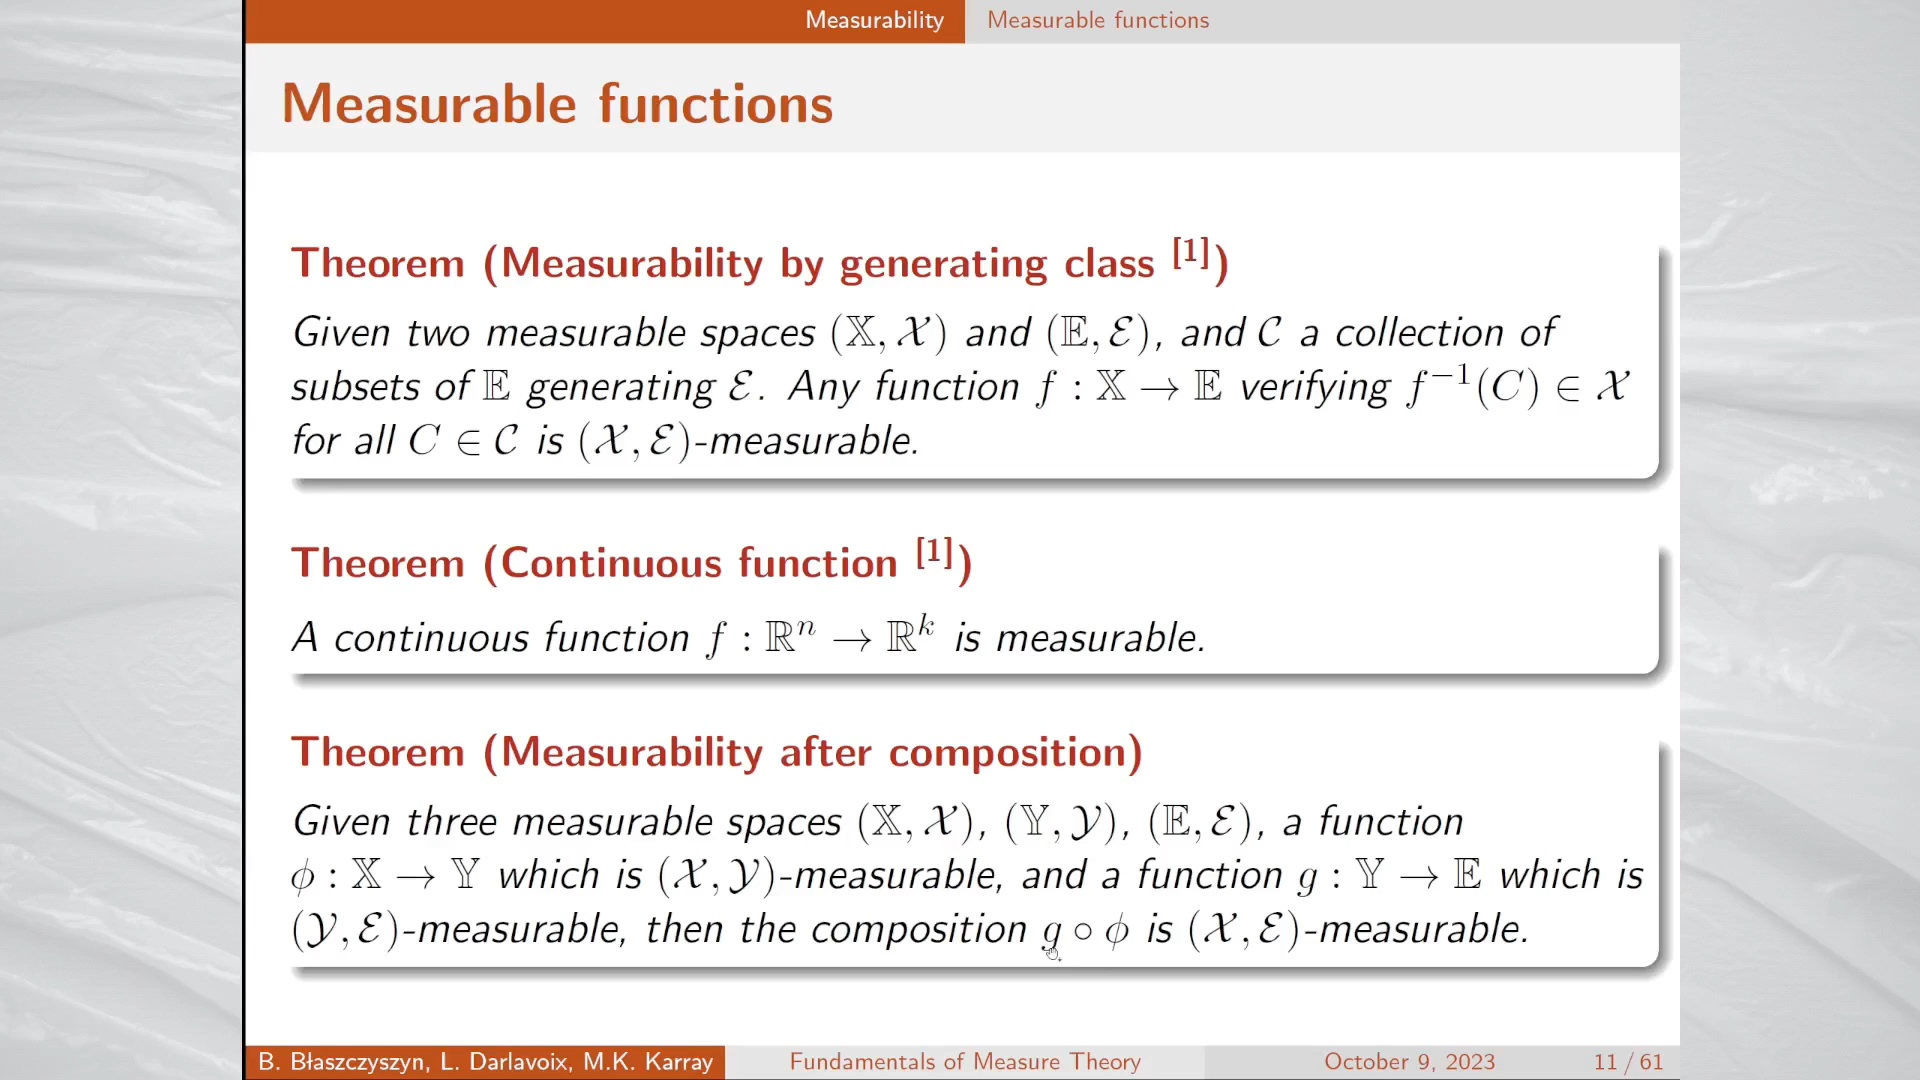 Measurability
Measurable functions
Measurable functions
Theorem (Measurability by generating class [1])
Given two measurable spaces (𝕏, 𝒳) and (𝔼, ℰ), and 𝒞 a collection of
subsets of 𝔼 generating ℰ. Any function f : 𝕏 → 𝔼 verifying f⁻¹(C) ∈ 𝒳
for all C ∈ 𝒞 is (𝒳, ℰ)-measurable.
Theorem (Continuous function [1])
A continuous function f : ℝⁿ → ℝᵏ is measurable.
Theorem (Measurability after composition)
Given three measurable spaces (𝕏, 𝒳), (𝕐, 𝒴), (𝔼, ℰ), a function
ϕ : 𝕏 → 𝕐 which is (𝒳, 𝒴)-measurable, and a function g : 𝕐 → 𝔼 which is
(𝒴, ℰ)-measurable, then the composition g ∘ ϕ is (𝒳, ℰ)-measurable.
B. Błaszczyszyn, L. Darlavoix, M.K. Karray
Fundamentals of Measure Theory
October 9, 2023
11 / 61